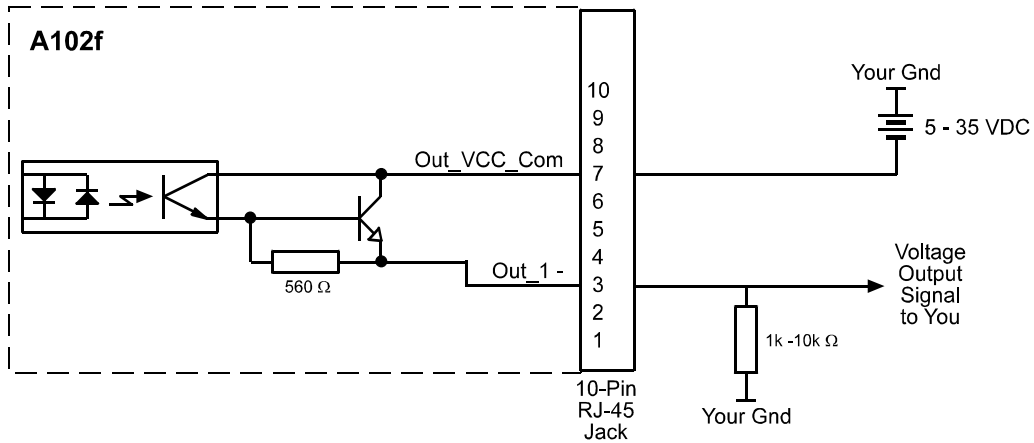 A102f
Out_VCC_Com
Out_1 -
560 Ω
10
9
8
7
6
5
4
3
2
1
10-Pin
RJ-45
Jack
Your Gnd
5 - 35 VDC
Voltage
Output
Signal
to You
1k -10k Ω
Your Gnd